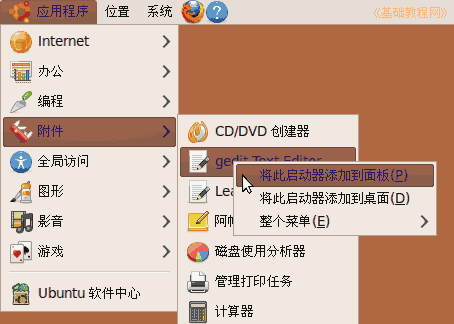 应用程序 位置 系统 《基础教程网》
Internet
办公
编程
附件
全局访问
图形
影音
游戏
Ubuntu 软件中心
CD/DVD 创建器
gedit Text Editor
Lea
阿
磁盘使用分析器
管理打印任务
计算器
将此启动器添加到面板(P)
将此启动器添加到桌面(D)
整个菜单(E)